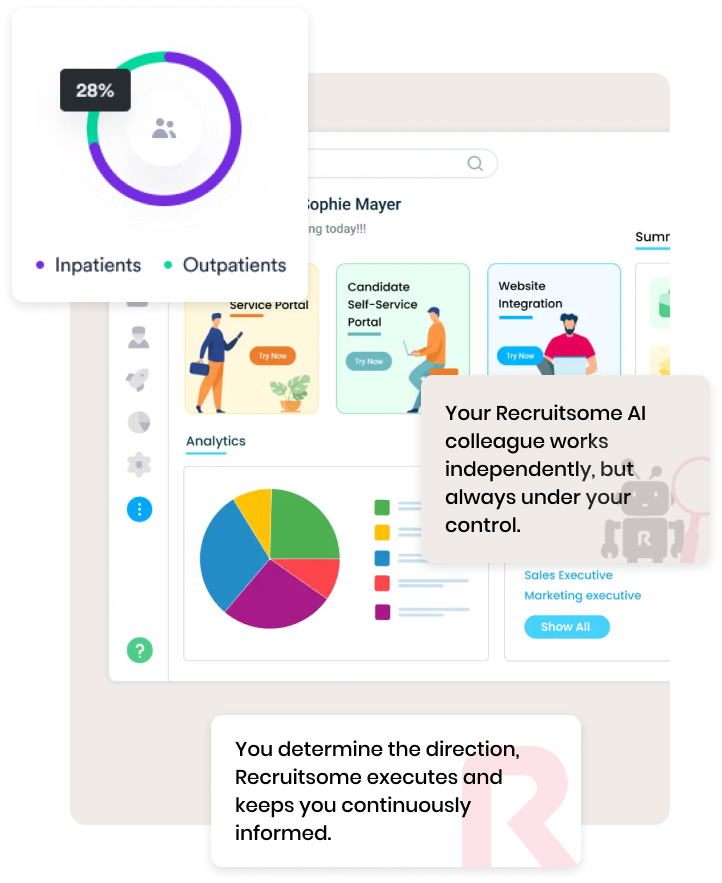 28%
Inpatients
Outpatients
Sophie Mayer
ng today!!!
Service Portal
Try Now
Candidate
Self-Service
Portal
Try Now
Website
Integration
Try Now
Summ
Analytics
Your Recruitsome AI
colleague works
independently, but
always under your
control.
R
Sales Executive
Marketing executive
Show All
?
You determine the direction,
Recruitsome executes and
keeps you continuously
informed.
R